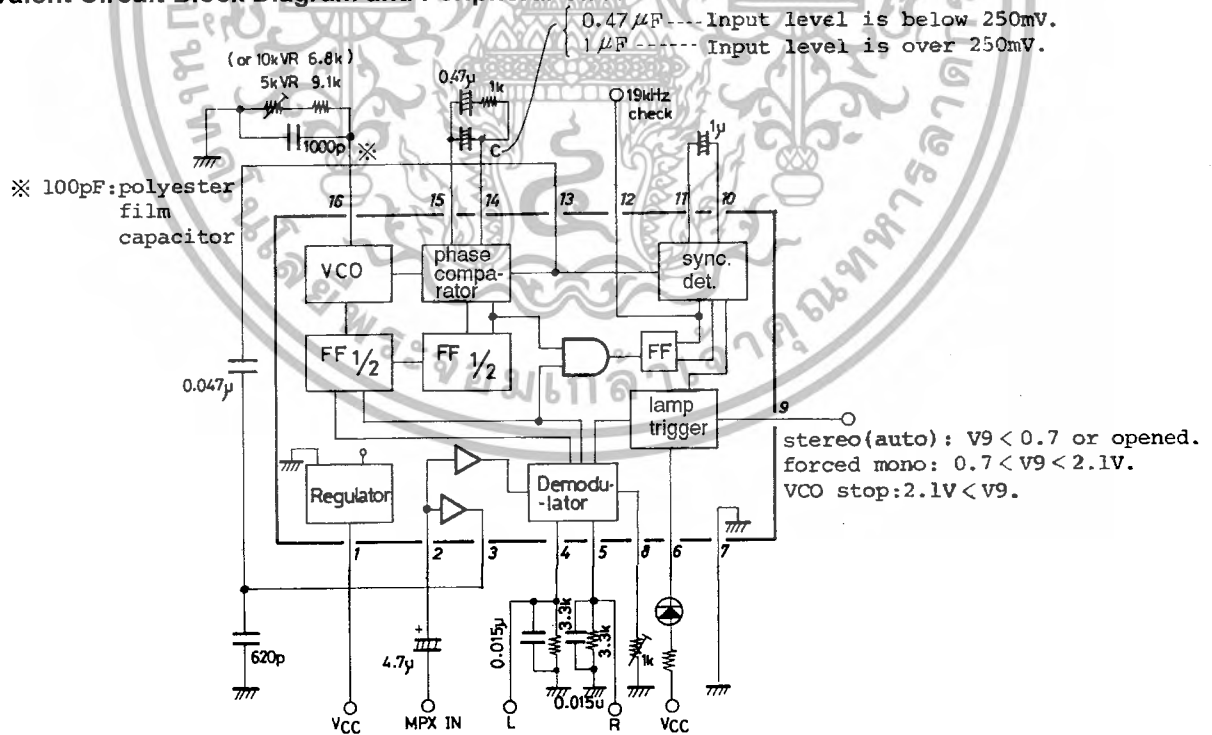 0.47μF----Input level is below 250mV.
1μF ------ Input level is over 250mV.
(or 10kVR 6.8k)
5kVR 9.1k
0.47μ
1k
19kHz
check
1μ
1000p
※
C
※ 100pF:polyester
film
capacitor
16
15
14
13
12
11
10
VCO
phase
compa-
rator
sync.
det.
FF 1/2
FF 1/2
FF
0.047μ
lamp
trigger
9
stereo(auto): V9 < 0.7 or opened.
forced mono: 0.7 < V9 < 2.1V.
VCO stop:2.1V < V9.
Regulator
Demodu-
-lator
1
2
3
4
5
8
6
7
620p
+
4.7μ
0.015μ
3.3k
3.3k
1k
0.015u
VCC
MPX IN
L
R
VCC